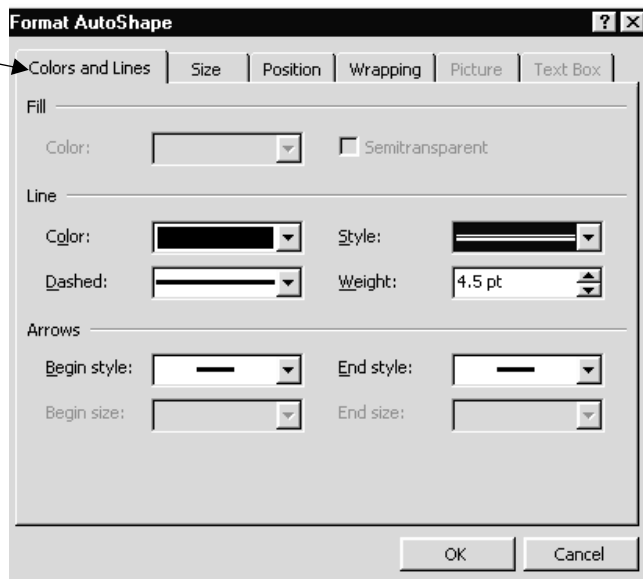 Format AutoShape ? X
Colors and Lines Size Position Wrapping Picture Text Box
Fill
Color: Semitransparent
Line
Color: Style:
Dashed: Weight: 4.5 pt
Arrows
Begin style: End style:
Begin size: End size:
OK Cancel